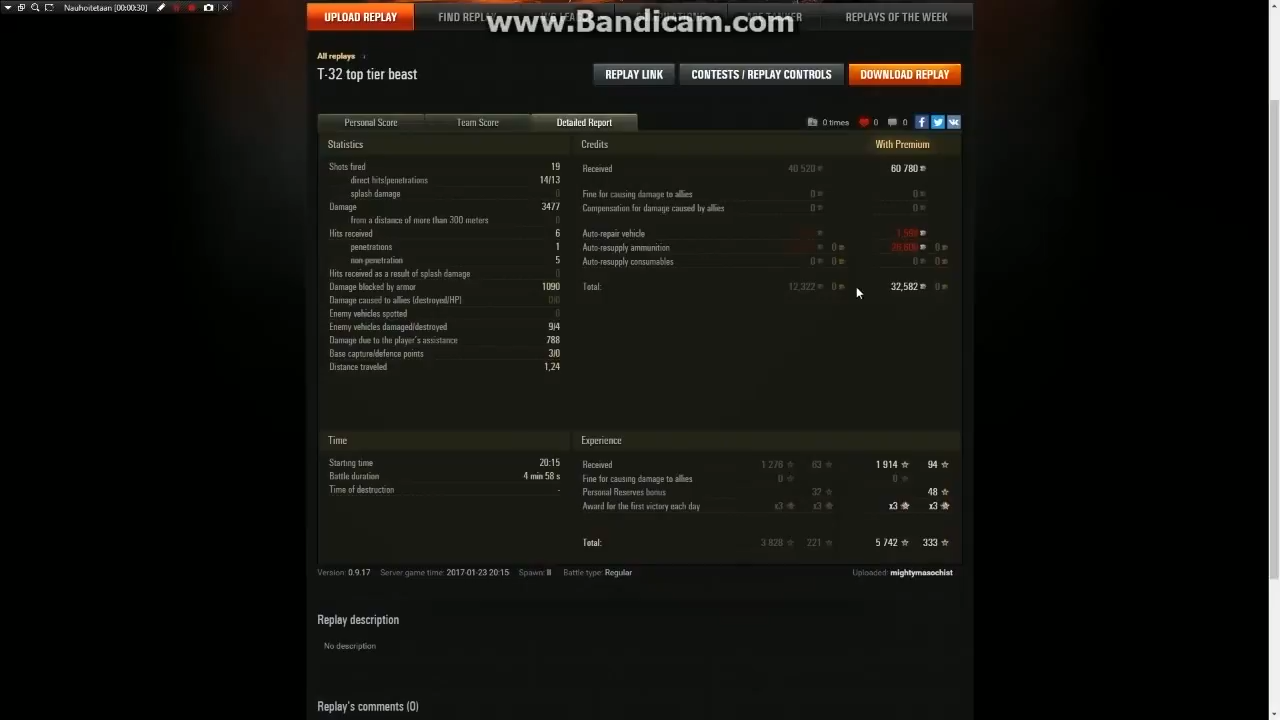 Nauhoitetaan [00:00:30]
UPLOAD REPLAY FIND REPLAY REPLAYS OF THE WEEK
www.Bandicam.com
All replays ›
T-32 top tier beast
REPLAY LINK CONTESTS / REPLAY CONTROLS DOWNLOAD REPLAY
Personal Score Team Score Detailed Report 0 times 0 0
Statistics
Shots fired 19
direct hits/penetrations 14/13
splash damage 0
Damage 3477
from a distance of more than 300 meters 0
Hits received 6
penetrations 1
non penetration 5
Hits received as a result of splash damage 0
Damage blocked by armor 1090
Damage caused to allies (destroyed/HP) 0/0
Enemy vehicles spotted 0
Enemy vehicles damaged/destroyed 9/4
Damage due to the player's assistance 788
Base capture/defence points 3/0
Distance traveled 1,24
Credits With Premium
Received 40 520 60 780
Fine for causing damage to allies 0 0
Compensation for damage caused by allies 0 0
Auto-repair vehicle
Auto-resupply ammunition 0 0
Auto-resupply consumables 0 0 0 0
Total: 12,322 0 32,582 0
Time
Starting time 20:15
Battle duration 4 min 58 s
Time of destruction -
Experience
Received 1 276 63 1 914 94
Fine for causing damage to allies 0 0
Personal Reserves bonus 32 48
Award for the first victory each day x3 x3 x3 x3
Total: 3 828 221 5 742 333
Version: 0.9.17 Server game time: 2017-01-23 20:15 Spawn: II Battle type: Regular Uploaded: mightymasochist
Replay description
No description
Replay's comments (0)